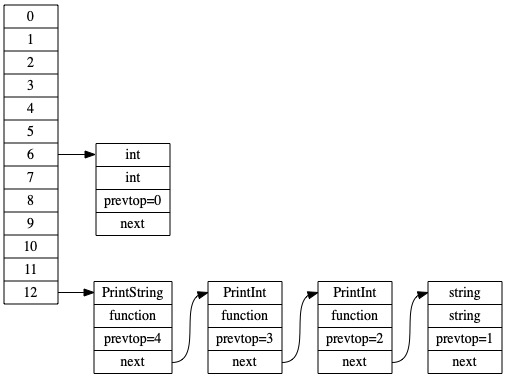 0
1
2
3
4
5
6
7
8
9
10
11
12
int
int
prevtop=0
next
PrintString
function
prevtop=4
next
PrintInt
function
prevtop=3
next
PrintInt
function
prevtop=2
next
string
string
prevtop=1
next